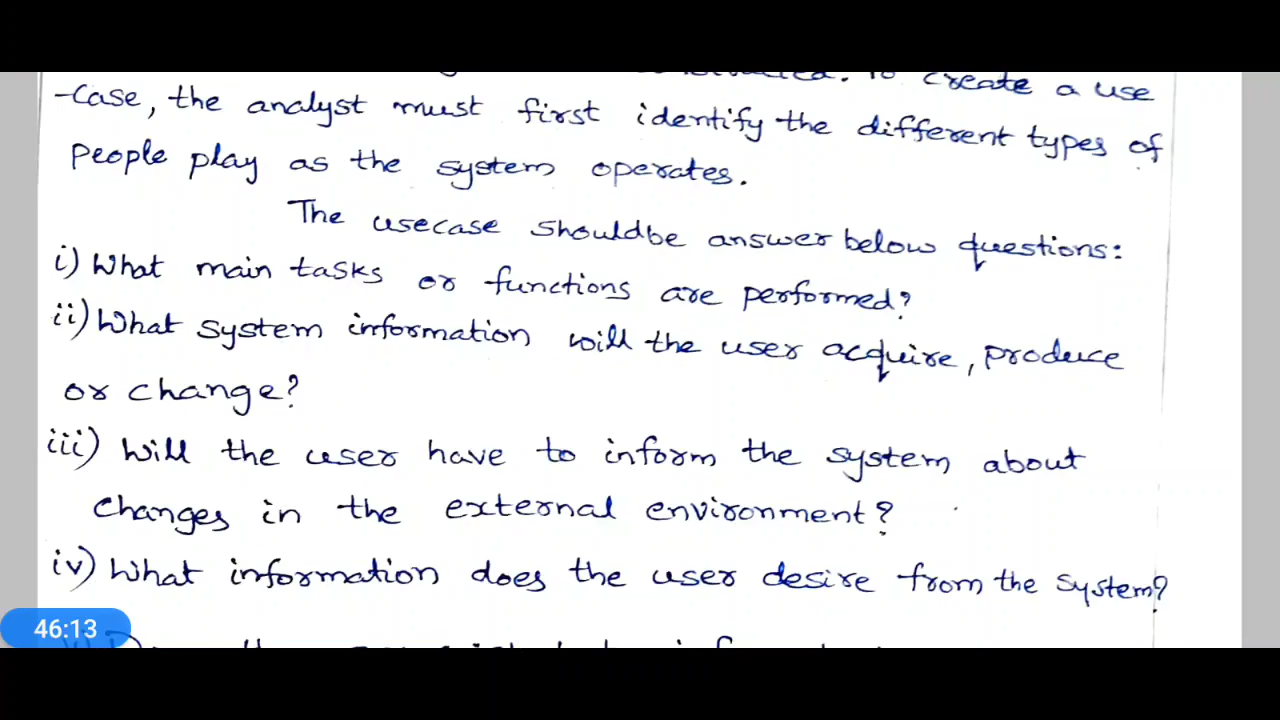 To create a use
-Case, the analyst must first identify the different types of
People play as the system operates.
The usecase shouldbe answer below questions:
i) What main tasks or functions are performed?
ii) What system information will the user acquire, produce
or change?
iii) Will the user have to inform the system about
changes in the external environment?
iv) What information does the user desire from the system?
46:13